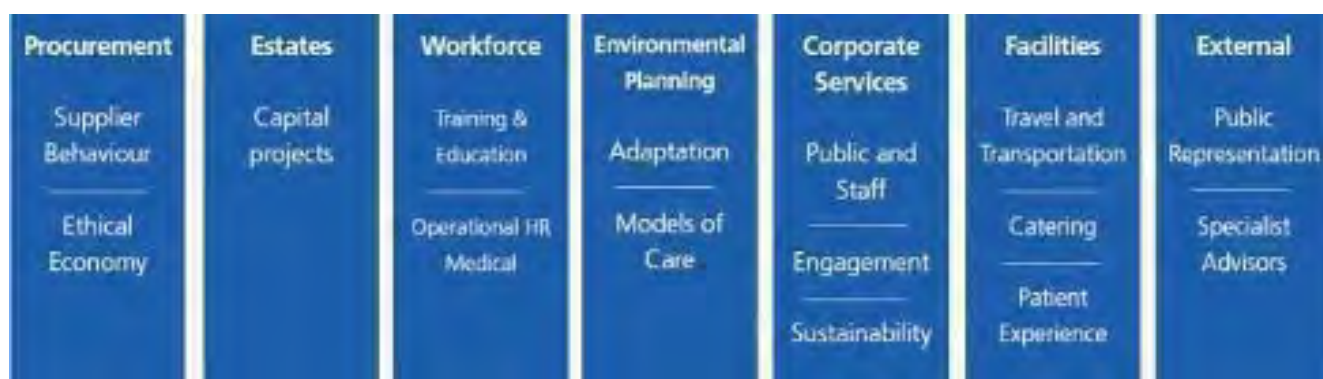 Procurement
Supplier
Behaviour
Ethical
Economy
Estates
Capital
projects
Workforce
Training &
Education
Operational HR
Medical
Environmental
Planning
Adaptation
Models of
Care
Corporate
Services
Public and
Staff
Engagement
Sustainability
Facilities
Travel and
Transportation
Catering
Patient
Experience
External
Public
Representation
Specialist
Advisors